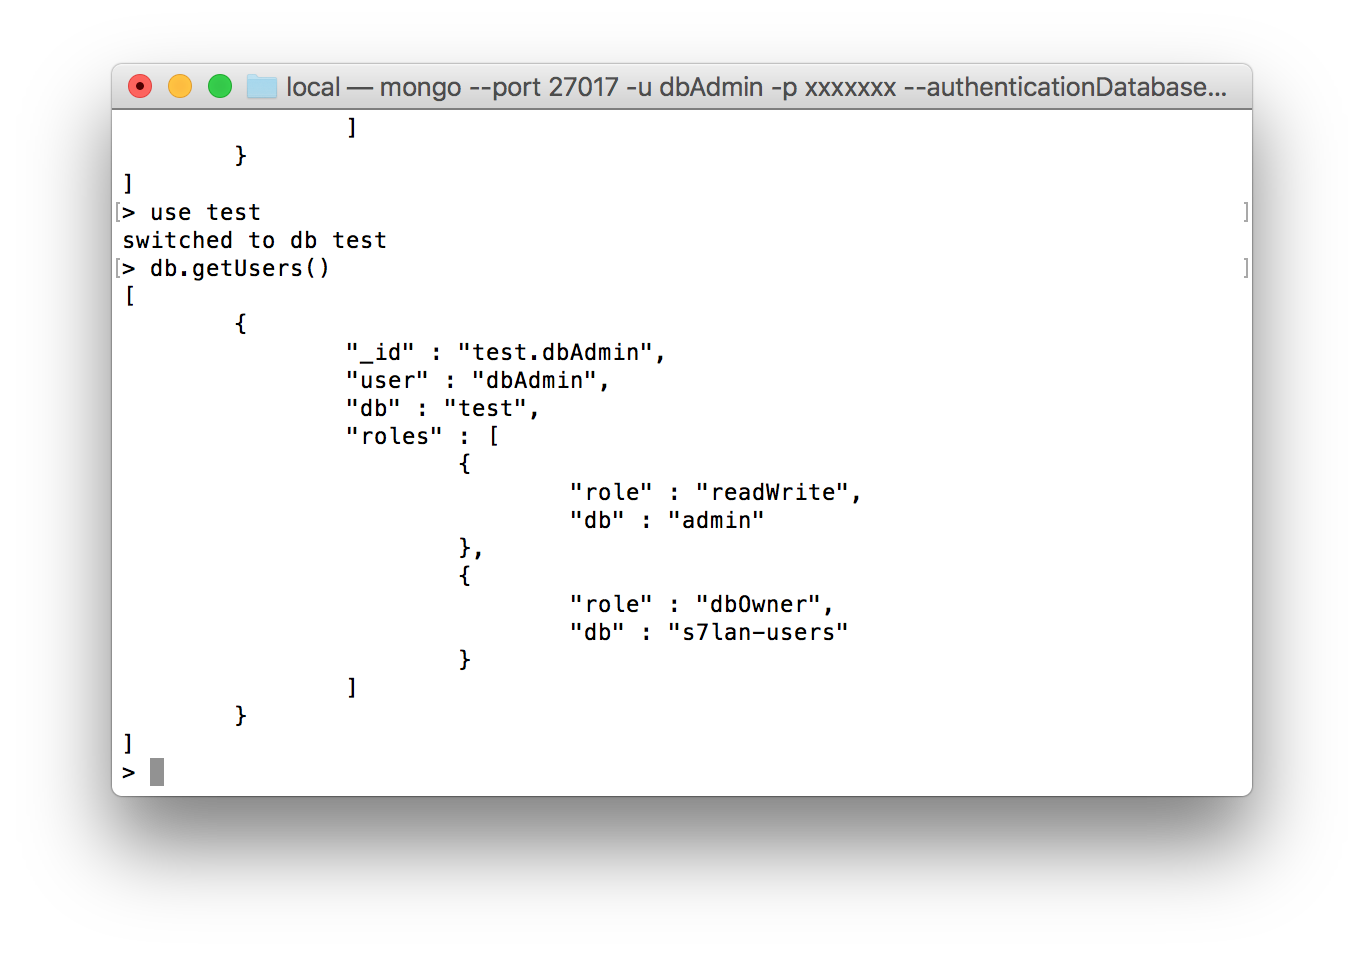 local — mongo --port 27017 -u dbAdmin -p xxxxxxx --authenticationDatabase...
                ]
        }
]
[> use test ]
switched to db test
[> db.getUsers() ]
[
        {
                "_id" : "test.dbAdmin",
                "user" : "dbAdmin",
                "db" : "test",
                "roles" : [
                        {
                                "role" : "readWrite",
                                "db" : "admin"
                        },
                        {
                                "role" : "dbOwner",
                                "db" : "s7lan-users"
                        }
                ]
        }
]
>